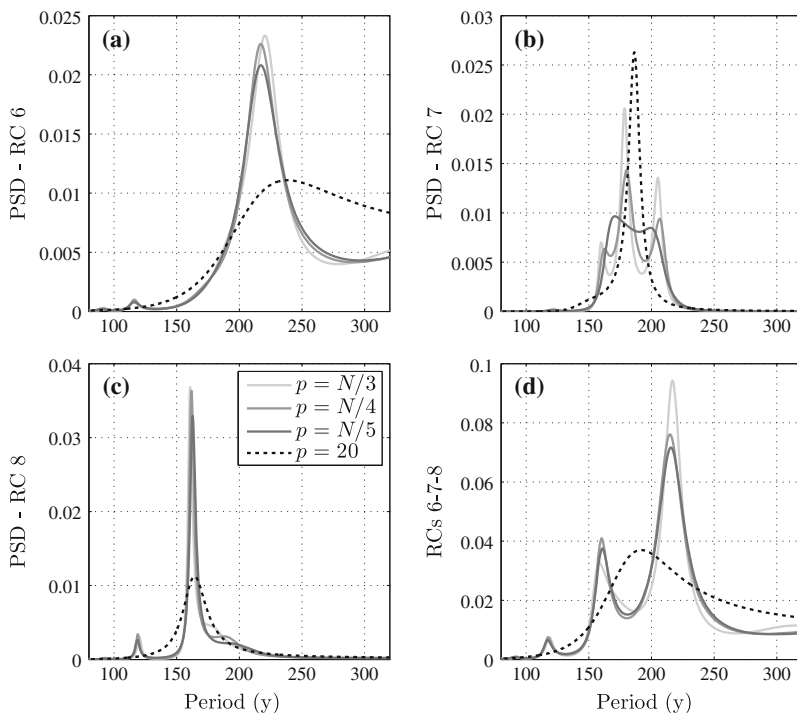 (a)
PSD - RC 6
0.025
0.02
0.015
0.01
0.005
0
100 150 200 250 300
(b)
PSD - RC 7
0.03
0.025
0.02
0.015
0.01
0.005
0
100 150 200 250 300
(c)
PSD - RC 8
0.04
0.03
0.02
0.01
0
100 150 200 250 300
Period (y)
p = N/3
p = N/4
p = N/5
p = 20
(d)
RCs 6-7-8
0.1
0.08
0.06
0.04
0.02
0
100 150 200 250 300
Period (y)